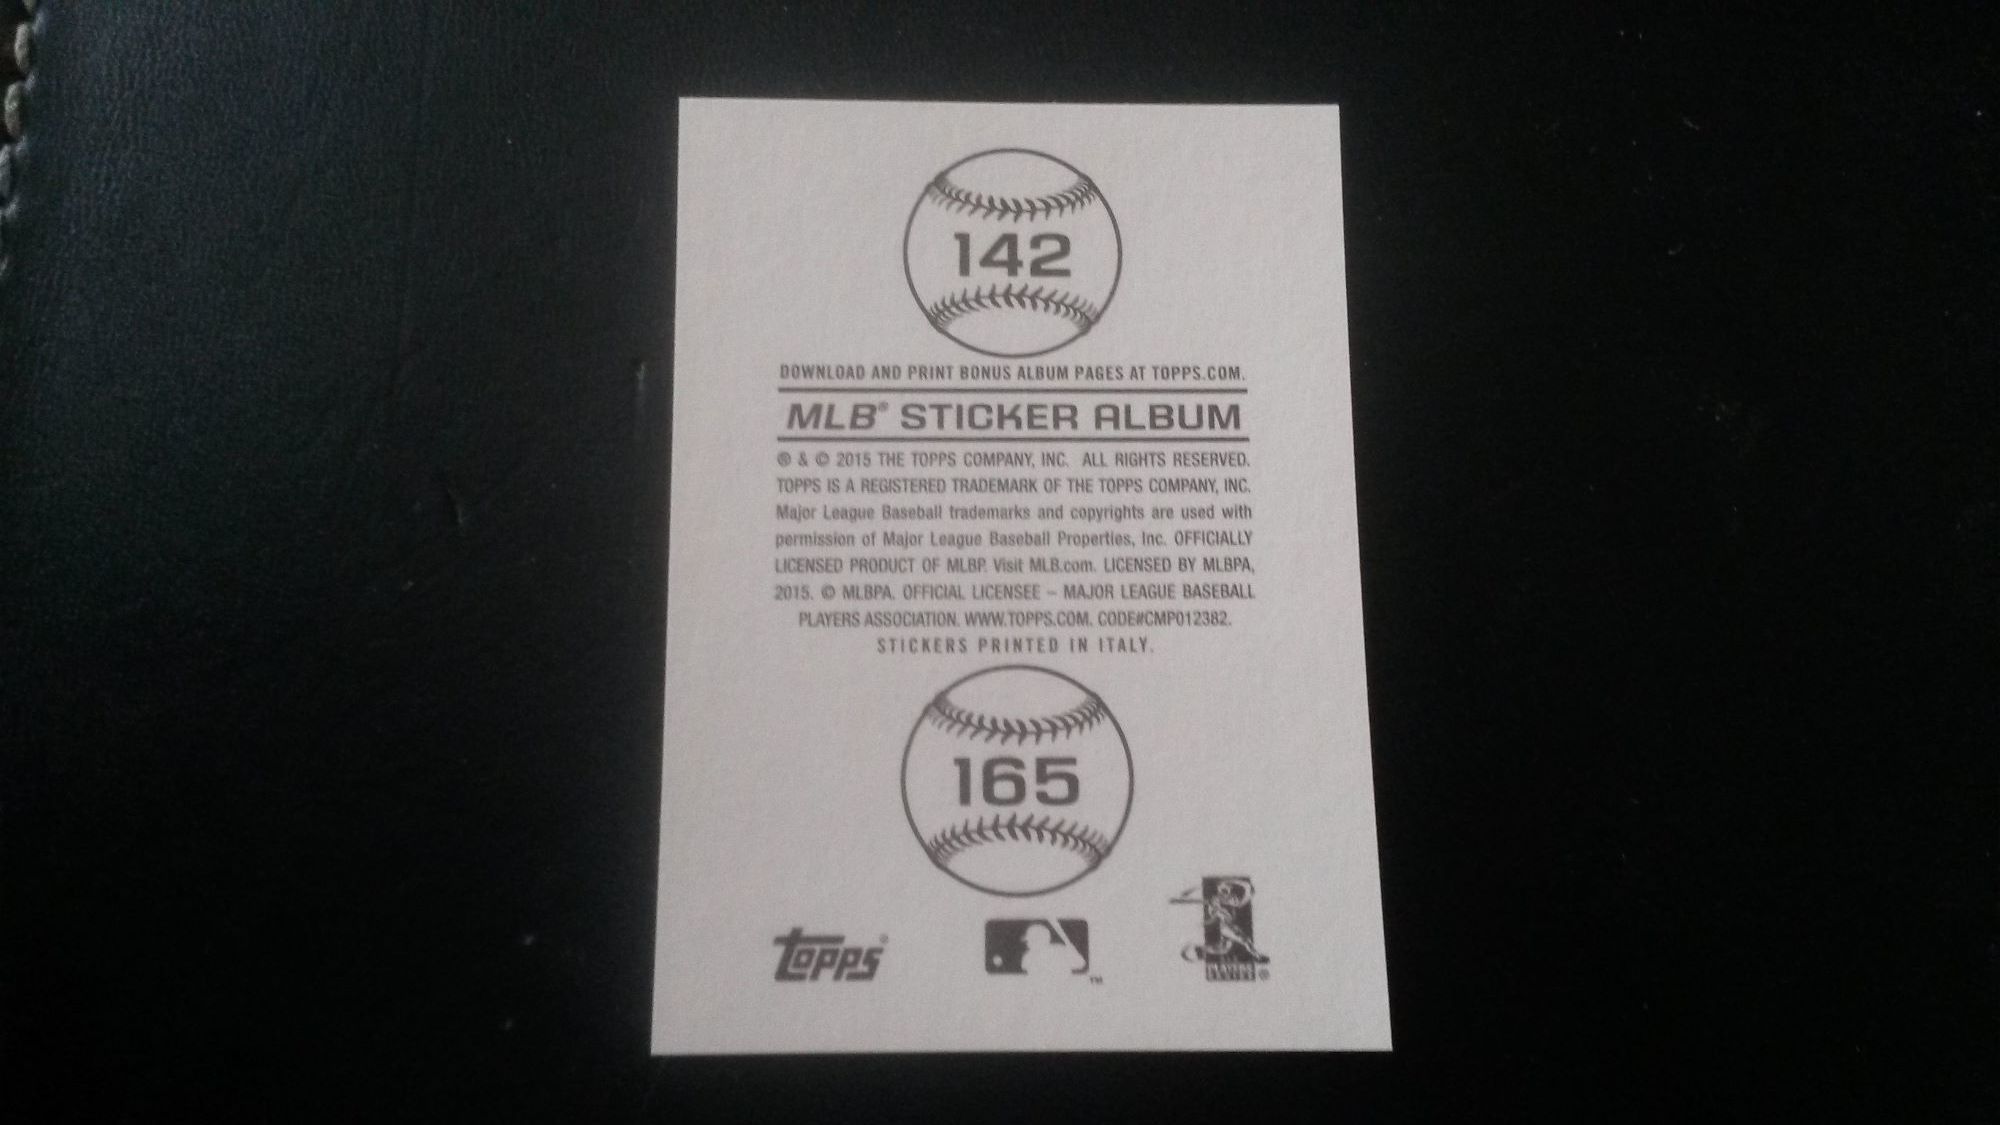 142
DOWNLOAD AND PRINT BONUS ALBUM PAGES AT TOPPS.COM.
MLB® STICKER ALBUM
® & © 2015 THE TOPPS COMPANY, INC. ALL RIGHTS RESERVED.
TOPPS IS A REGISTERED TRADEMARK OF THE TOPPS COMPANY, INC.
Major League Baseball trademarks and copyrights are used with
permission of Major League Baseball Properties, Inc. OFFICIALLY
LICENSED PRODUCT OF MLBP. Visit MLB.com. LICENSED BY MLBPA,
2015. © MLBPA. OFFICIAL LICENSEE – MAJOR LEAGUE BASEBALL
PLAYERS ASSOCIATION. WWW.TOPPS.COM. CODE#CMP012382.
STICKERS PRINTED IN ITALY.
165
Topps® ™ ®